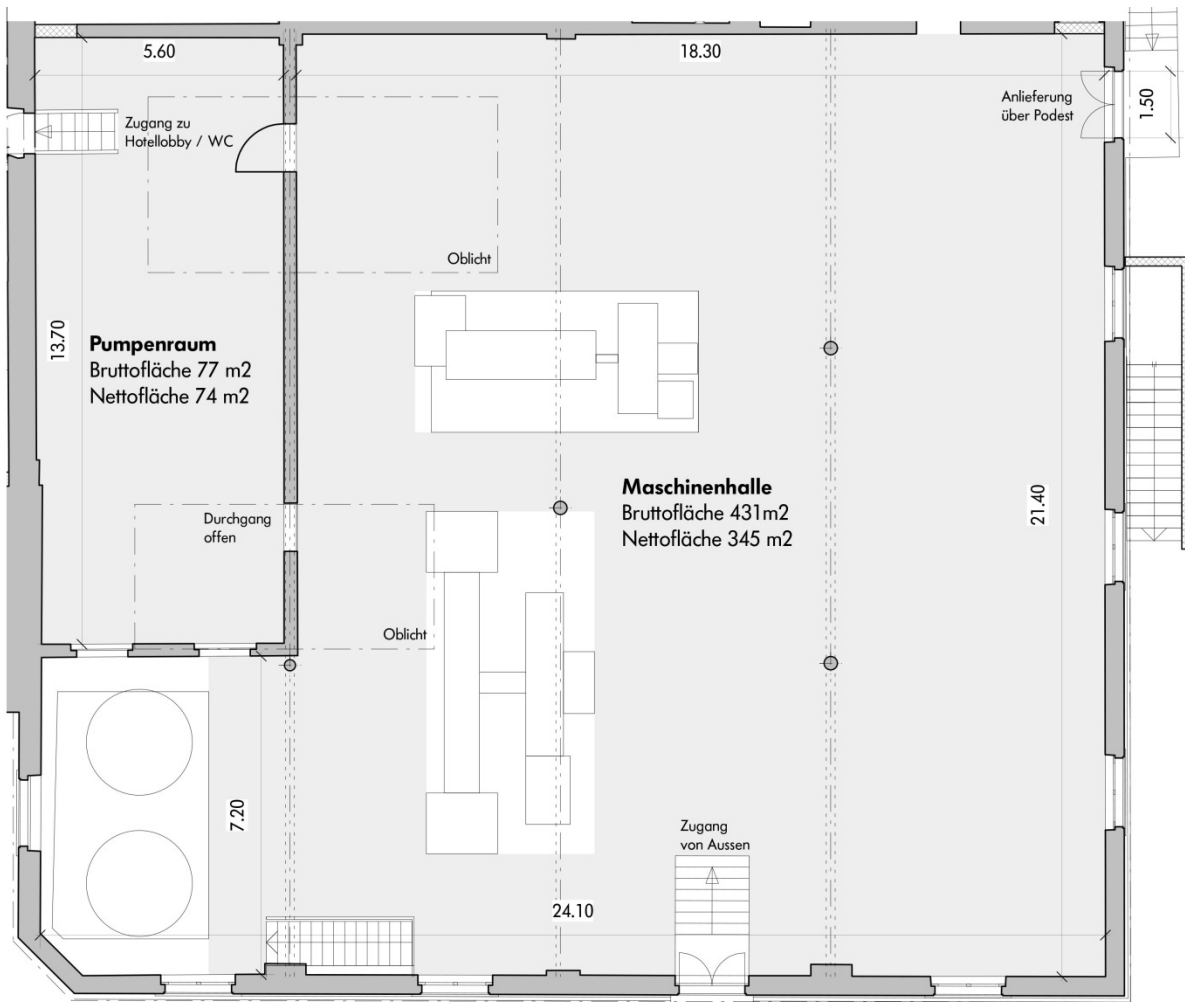 5.60
18.30
Anlieferung
über Podest
1.50
Zugang zu
Hotellobby / WC
Oblicht
13.70
Pumpenraum
Bruttofläche 77 m2
Nettofläche 74 m2
Maschinenhalle
Bruttofläche 431m2
Nettofläche 345 m2
21.40
Durchgang
offen
Oblicht
7.20
Zugang
von Aussen
24.10